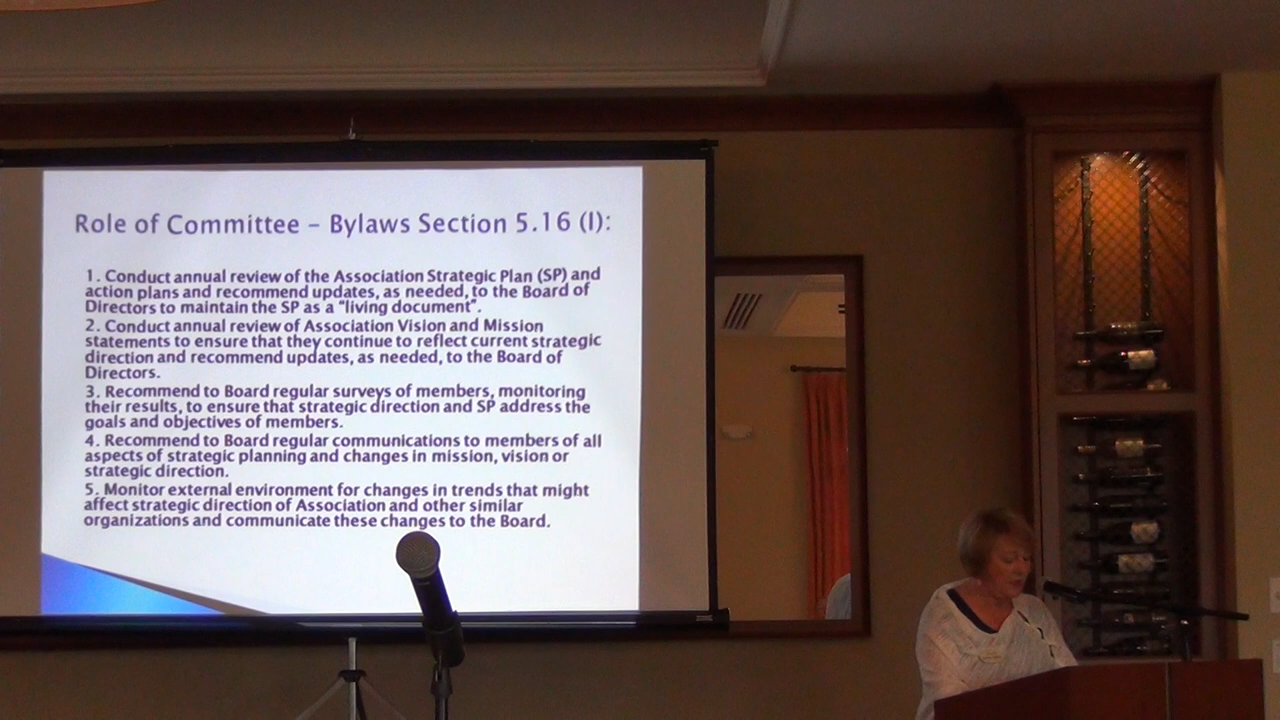 Role of Committee – Bylaws Section 5.16 (I):
1. Conduct annual review of the Association Strategic Plan (SP) and
action plans and recommend updates, as needed, to the Board of
Directors to maintain the SP as a "living document".
2. Conduct annual review of Association Vision and Mission
statements to ensure that they continue to reflect current strategic
direction and recommend updates, as needed, to the Board of
Directors.
3. Recommend to Board regular surveys of members, monitoring
their results, to ensure that strategic direction and SP address the
goals and objectives of members.
4. Recommend to Board regular communications to members of all
aspects of strategic planning and changes in mission, vision or
strategic direction.
5. Monitor external environment for changes in trends that might
affect strategic direction of Association and other similar
organizations and communicate these changes to the Board.